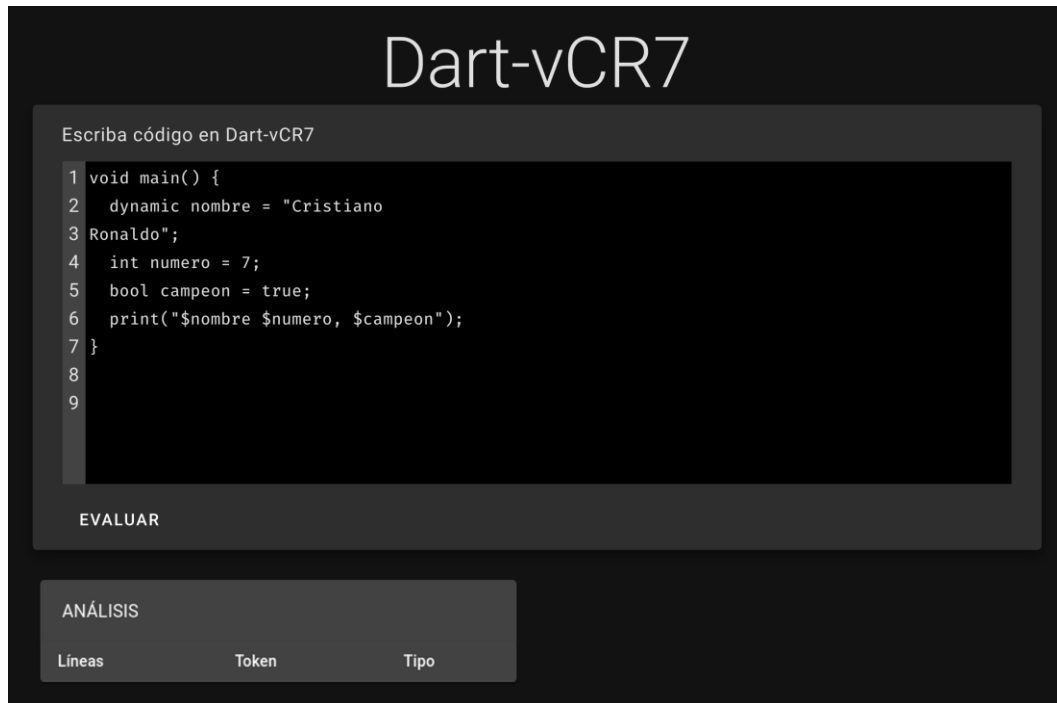 Dart-vCR7
Escriba código en Dart-vCR7
1 void main() {
2   dynamic nombre = "Cristiano
3 Ronaldo";
4   int numero = 7;
5   bool campeon = true;
6   print("$nombre $numero, $campeon");
7 }
8
9
EVALUAR
ANÁLISIS
Líneas Token Tipo